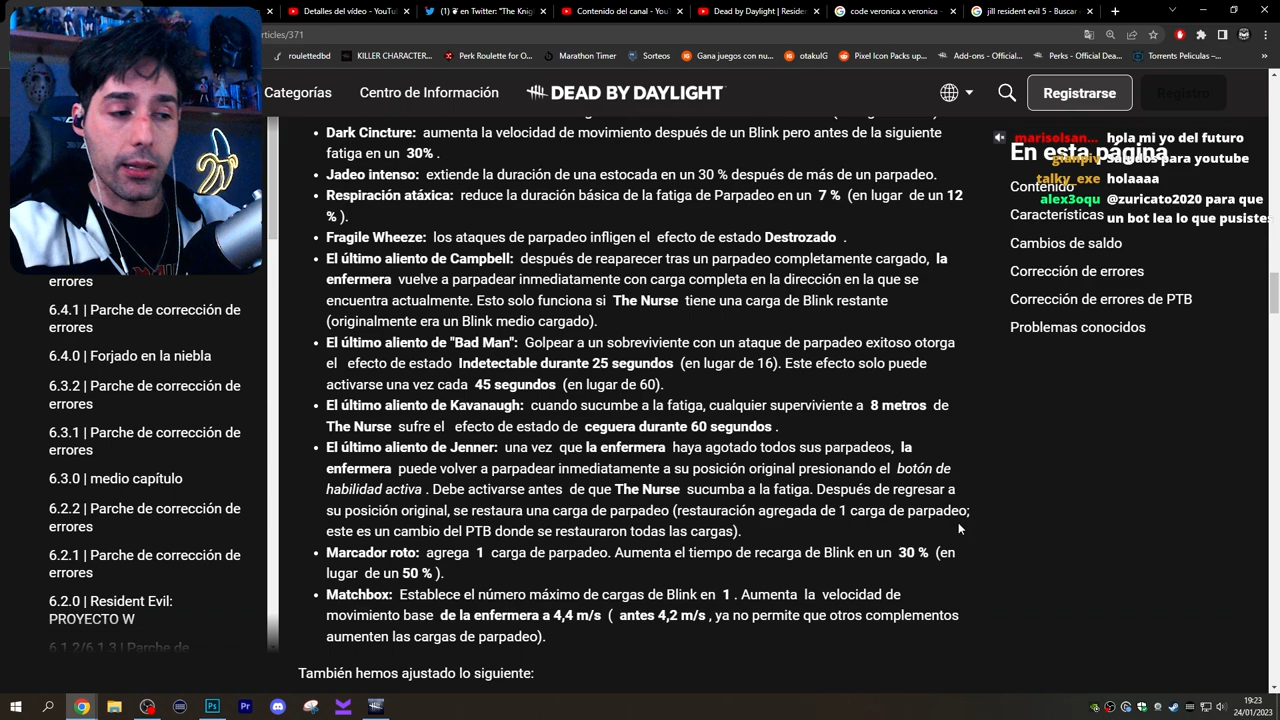 Detalles del vídeo - YouT
(1) ❦ en Twitter: "The Knig
Contenido del canal - YouTu
Dead by Daylight | Residen
code veronica x veronica -
jill resident evil 5 - Buscar
articles/371
roulettedbd
KILLER CHARACTER...
Perk Roulette for O...
Marathon Timer
Sorteos
Gana juegos con nu...
otakulG
Pixel Icon Packs up...
Add-ons - Official...
Perks - Official Dea...
Torrents Peliculas –...
Categorías
Centro de Información
DEAD BY DAYLIGHT
Registrarse
Registro
• Dark Cincture: aumenta la velocidad de movimiento después de un Blink pero antes de la siguiente
fatiga en un 30% .
• Jadeo intenso: extiende la duración de una estocada en un 30 % después de más de un parpadeo.
• Respiración atáxica: reduce la duración básica de la fatiga de Parpadeo en un 7 % (en lugar de un 12
% ).
• Fragile Wheeze: los ataques de parpadeo infligen el efecto de estado Destrozado .
• El último aliento de Campbell: después de reaparecer tras un parpadeo completamente cargado, la
enfermera vuelve a parpadear inmediatamente con carga completa en la dirección en la que se
encuentra actualmente. Esto solo funciona si The Nurse tiene una carga de Blink restante
(originalmente era un Blink medio cargado).
• El último aliento de "Bad Man": Golpear a un sobreviviente con un ataque de parpadeo exitoso otorga
el efecto de estado Indetectable durante 25 segundos (en lugar de 16). Este efecto solo puede
activarse una vez cada 45 segundos (en lugar de 60).
• El último aliento de Kavanaugh: cuando sucumbe a la fatiga, cualquier superviviente a 8 metros de
The Nurse sufre el efecto de estado de ceguera durante 60 segundos .
• El último aliento de Jenner: una vez que la enfermera haya agotado todos sus parpadeos, la
enfermera puede volver a parpadear inmediatamente a su posición original presionando el botón de
habilidad activa . Debe activarse antes de que The Nurse sucumba a la fatiga. Después de regresar a
su posición original, se restaura una carga de parpadeo (restauración agregada de 1 carga de parpadeo;
este es un cambio del PTB donde se restauraron todas las cargas).
• Marcador roto: agrega 1 carga de parpadeo. Aumenta el tiempo de recarga de Blink en un 30 % (en
lugar de un 50 % ).
• Matchbox: Establece el número máximo de cargas de Blink en 1 . Aumenta la velocidad de
movimiento base de la enfermera a 4,4 m/s ( antes 4,2 m/s , ya no permite que otros complementos
aumenten las cargas de parpadeo).
También hemos ajustado lo siguiente:
errores
6.4.1 | Parche de corrección de
errores
6.4.0 | Forjado en la niebla
6.3.2 | Parche de corrección de
errores
6.3.1 | Parche de corrección de
errores
6.3.0 | medio capítulo
6.2.2 | Parche de corrección de
errores
6.2.1 | Parche de corrección de
errores
6.2.0 | Resident Evil:
PROYECTO W
6.1.2/6.1.3 | Parche de
marisolsan... hola mi yo del futuro
En esta página
gianpiv saludos para youtube
talky_exe holaaaa
alex3oqu @zuricato2020 para que
un bot lea lo que pusiste
Contenido
Características
Cambios de saldo
Corrección de errores
Corrección de errores de PTB
Problemas conocidos
19:23
24/01/2023